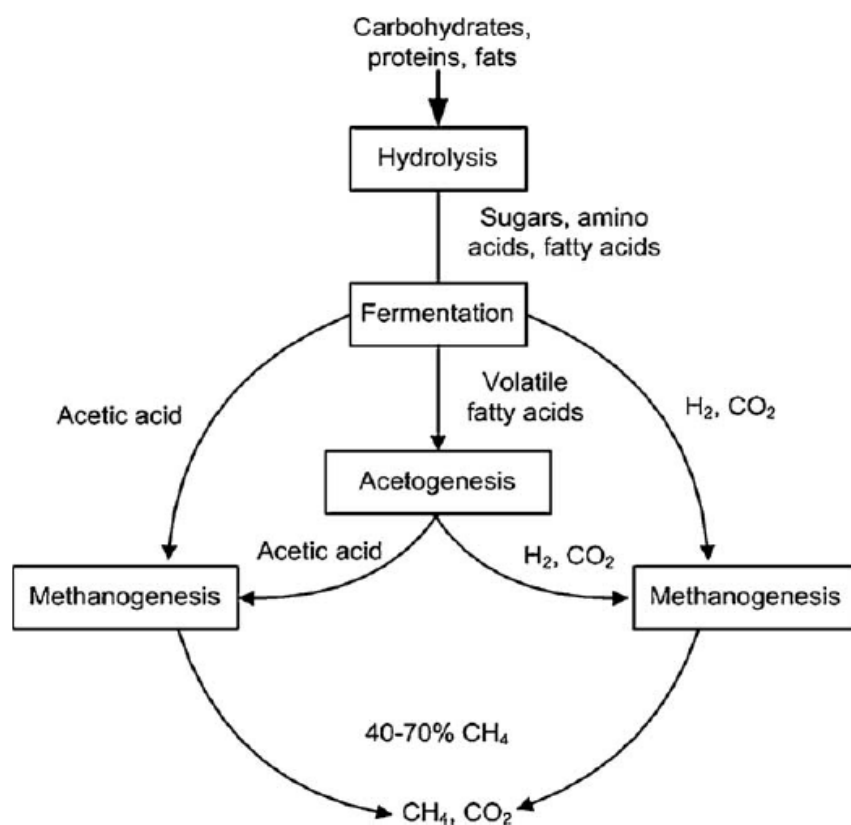 Carbohydrates,
proteins, fats
Hydrolysis
Sugars, amino
acids, fatty acids
Fermentation
Volatile
fatty acids
Acetic acid
H₂, CO₂
Acetogenesis
Acetic acid
H₂, CO₂
Methanogenesis
Methanogenesis
40-70% CH₄
CH₄, CO₂